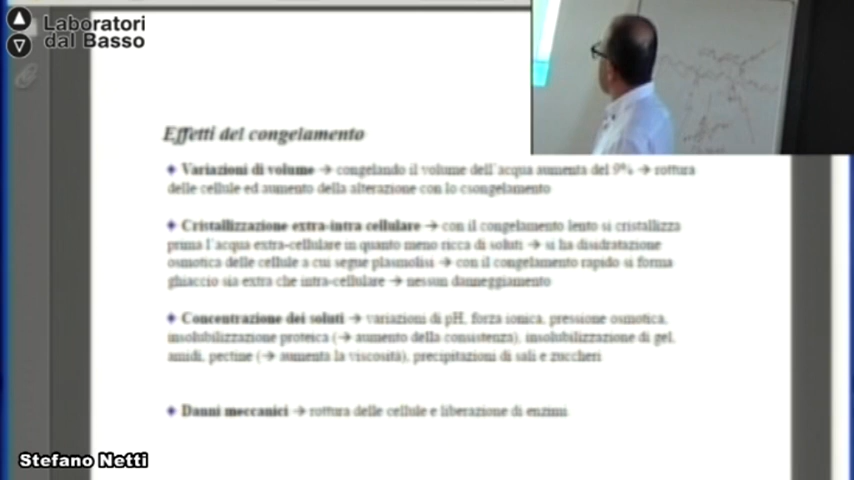 Laboratori
dal Basso
Effetti del congelamento
Variazioni di volume → congelando il volume dell'acqua aumenta del 9% → rottura
delle cellule ed aumento della alterazione con lo csongelamento
Cristallizzazione extra-intra cellulare → con il congelamento lento si cristallizza
prima l'acqua extra-cellulare in quanto meno ricca di soluti → si ha disidratazione
osmotica delle cellule a cui segue plasmolisi → con il congelamento rapido si forma
ghiaccio sia extra che intra-cellulare → nessun danneggiamento
Concentrazione dei soluti → variazioni di pH, forza ionica, pressione osmotica,
insolubilizzazione proteica (→ aumento della consistenza), insolubilizzazione di gel,
amidi, pectine (→ aumenta la viscosità), precipitazioni di sali e zuccheri
Danni meccanici → rottura delle cellule e liberazione di enzimi
Stefano Netti